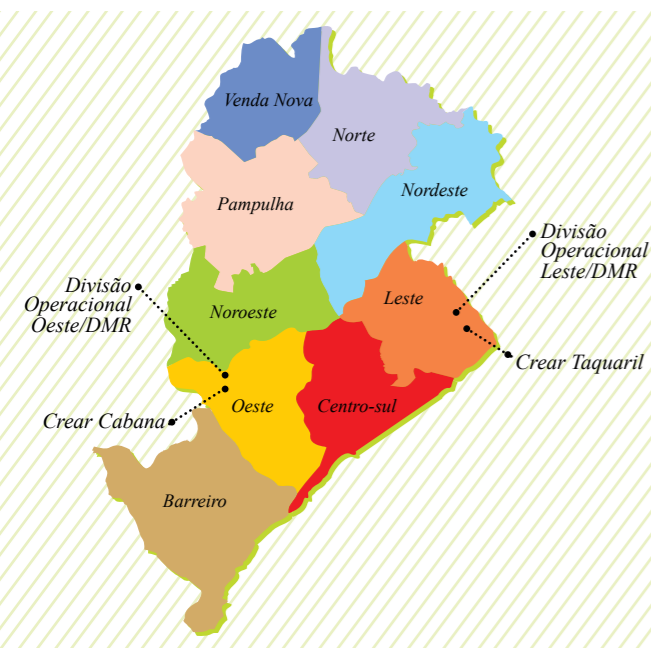 Venda Nova
Norte
Nordeste
Pampulha
Divisão
Operacional
Leste/DMR
Divisão
Operacional
Oeste/DMR
Leste
Noroeste
Crear Taquaril
Crear Cabana
Oeste
Centro-sul
Barreiro